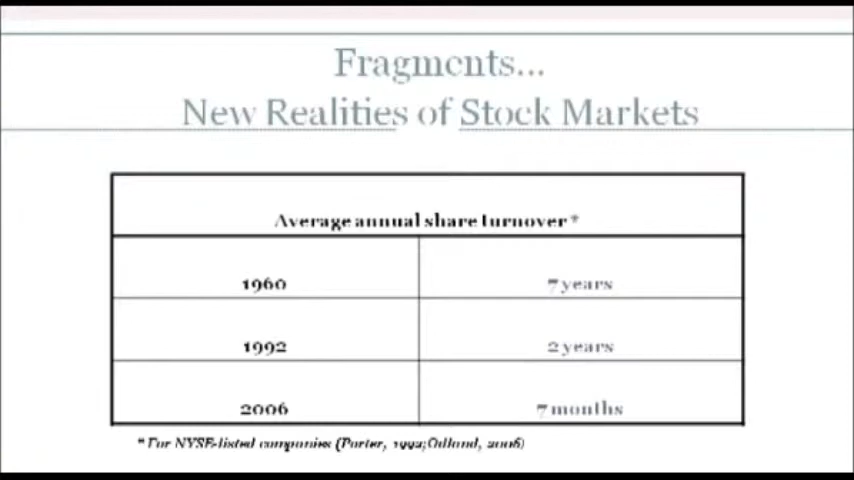 Fragments...
New Realities of Stock Markets
Average annual share turnover *
1960 7 years
1992 2 years
2006 7 months
* For NYSE-listed companies (Porter, 1992; Odland, 2006)